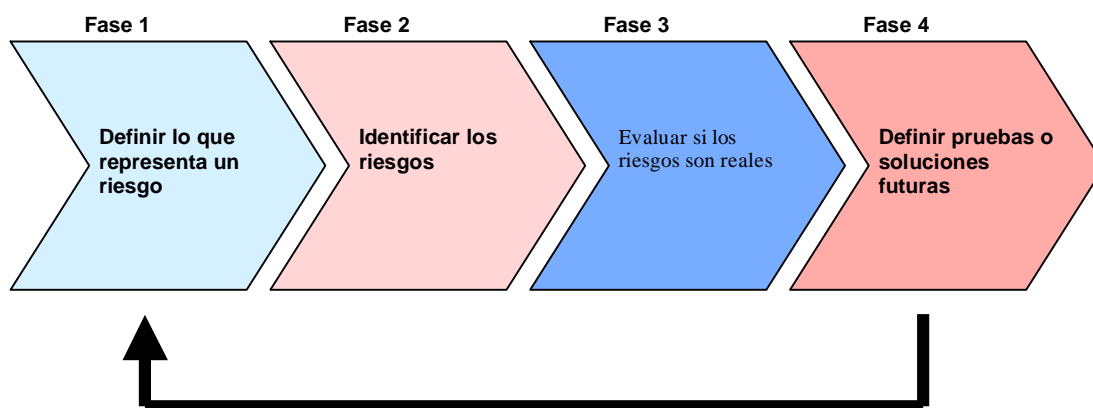 Fase 1
Fase 2
Fase 3
Fase 4
Definir lo que
representa un
riesgo
Identificar los
riesgos
Evaluar si los
riesgos son reales
Definir pruebas o
soluciones
futuras